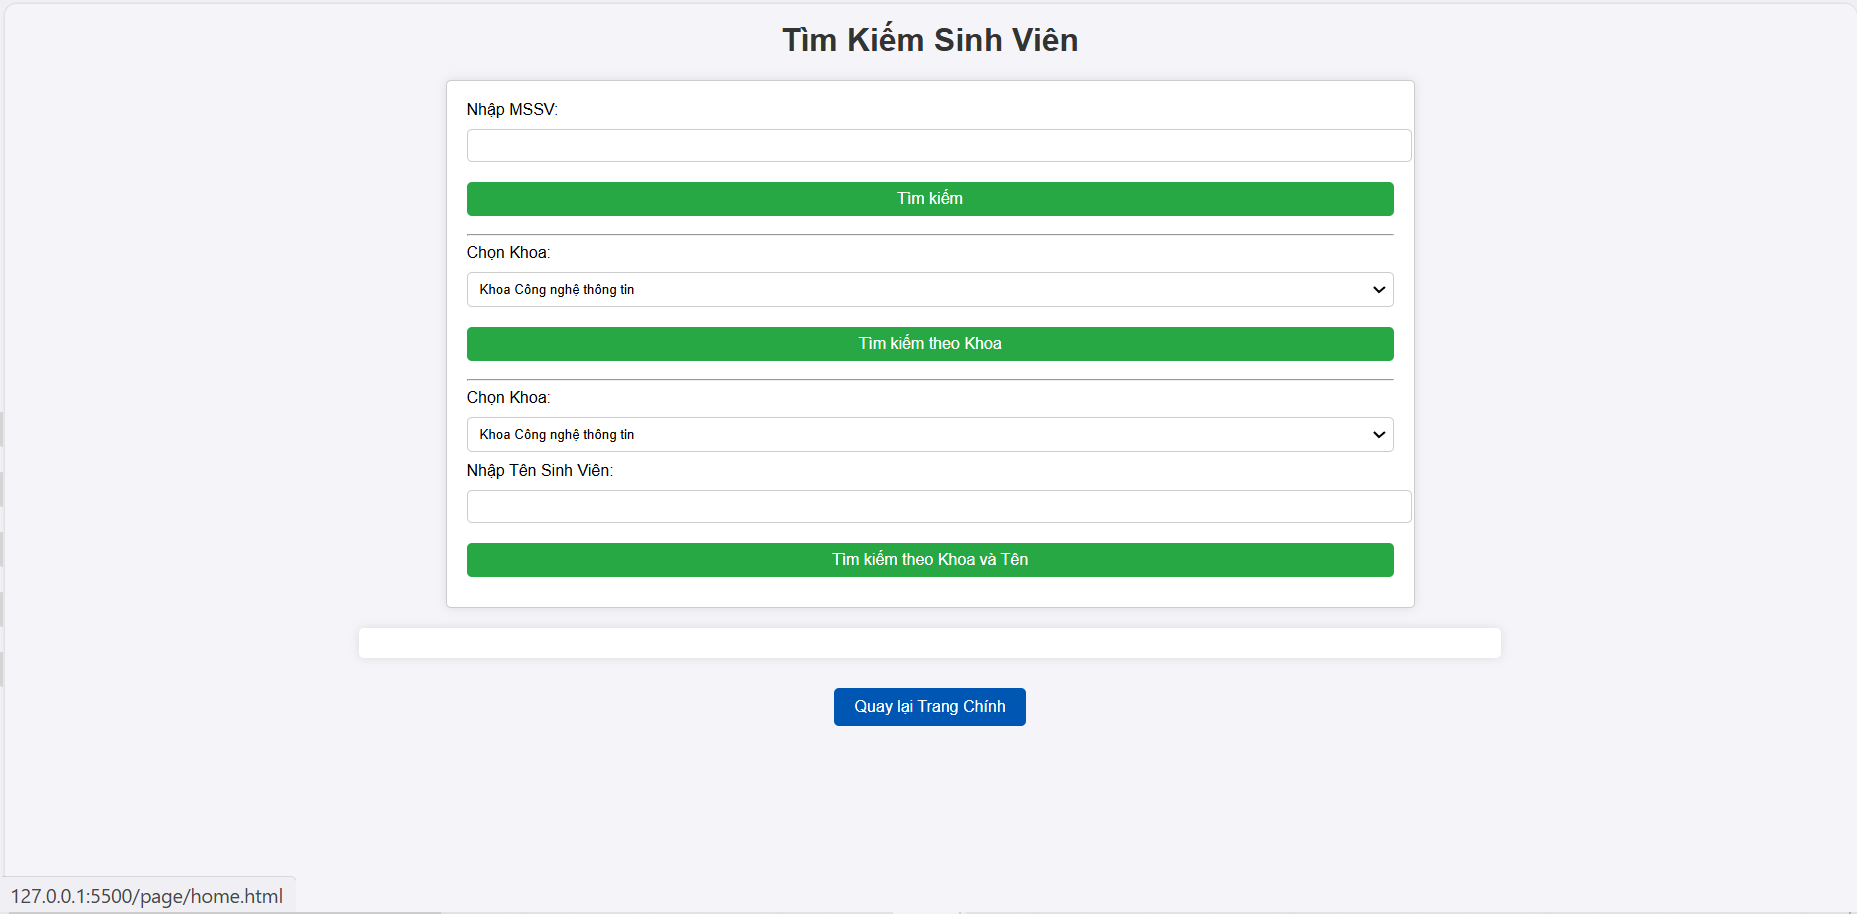 Tìm Kiếm Sinh Viên
Nhập MSSV:
Tìm kiếm
Chọn Khoa:
Khoa Công nghệ thông tin
Tìm kiếm theo Khoa
Chọn Khoa:
Khoa Công nghệ thông tin
Nhập Tên Sinh Viên:
Tìm kiếm theo Khoa và Tên
Quay lại Trang Chính
127.0.0.1:5500/page/home.html